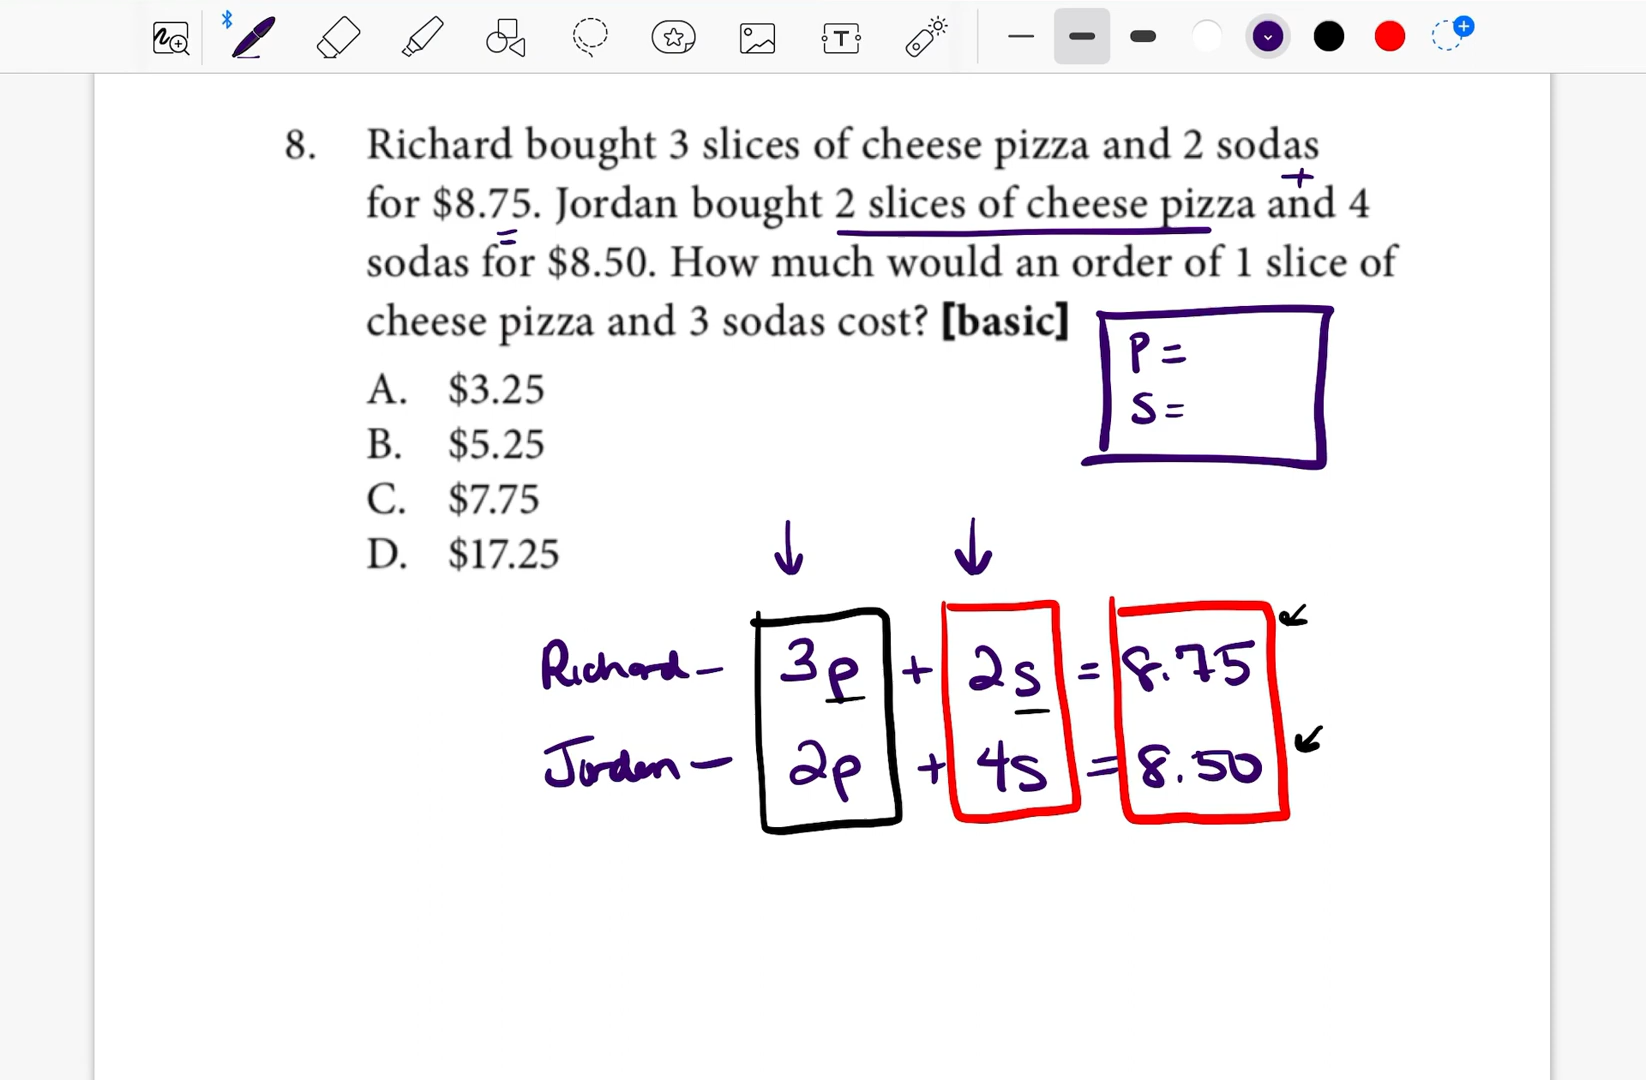 T
8. Richard bought 3 slices of cheese pizza and 2 sodas
+
for $8.75. Jordan bought 2 slices of cheese pizza and 4
=
sodas for $8.50. How much would an order of 1 slice of
cheese pizza and 3 sodas cost? [basic]
P =
S =
A. $3.25
B. $5.25
C. $7.75
D. $17.25
Richard - 3p + 2s = 8.75
Jordan - 2p + 4s = 8.50